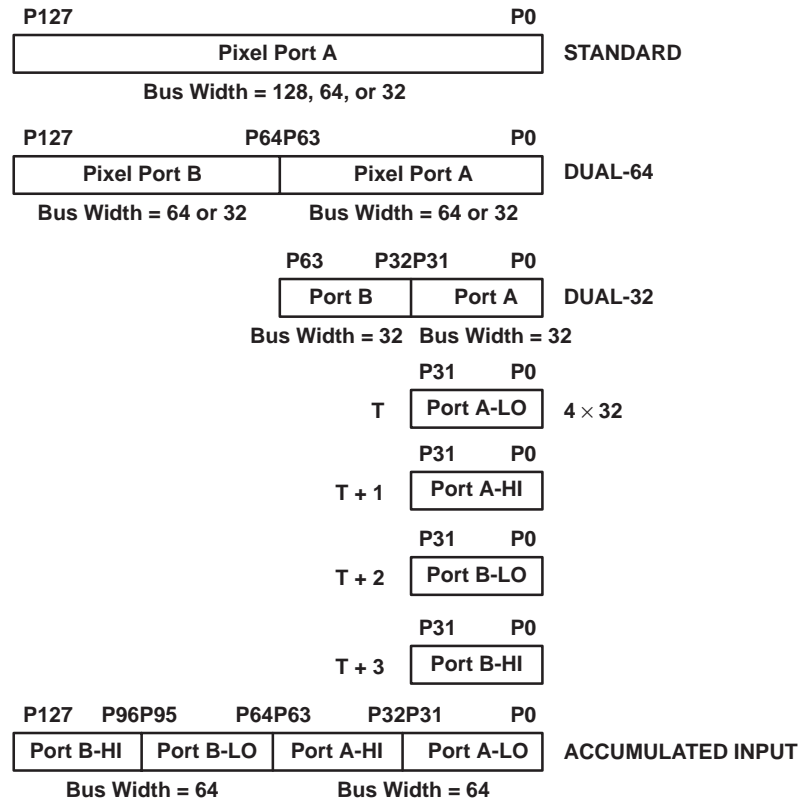 P127 P0
Pixel Port A STANDARD
Bus Width = 128, 64, or 32
P127 P64P63 P0
Pixel Port B Pixel Port A DUAL-64
Bus Width = 64 or 32 Bus Width = 64 or 32
P63 P32P31 P0
Port B Port A DUAL-32
Bus Width = 32 Bus Width = 32
P31 P0
T Port A-LO 4 × 32
P31 P0
T + 1 Port A-HI
P31 P0
T + 2 Port B-LO
P31 P0
T + 3 Port B-HI
P127 P96P95 P64P63 P32P31 P0
Port B-HI Port B-LO Port A-HI Port A-LO ACCUMULATED INPUT
Bus Width = 64 Bus Width = 64